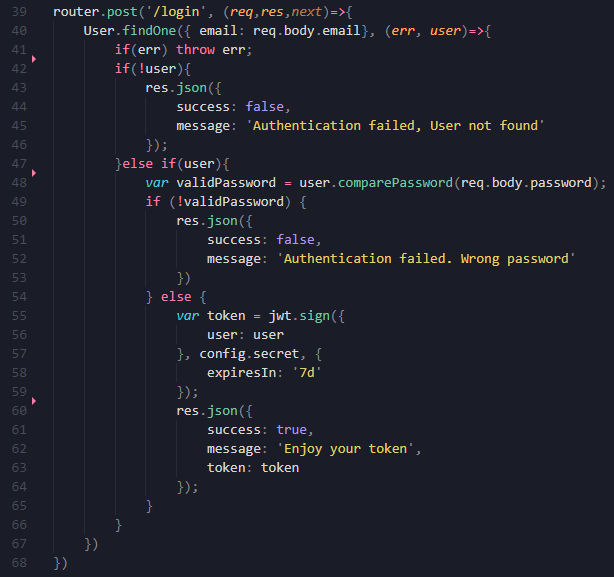 39 router.post('/login', (req,res,next)=>{
40     User.findOne({ email: req.body.email}, (err, user)=>{
41         if(err) throw err;
42         if(!user){
43             res.json({
44                 success: false,
45                 message: 'Authentication failed, User not found'
46             });
47         }else if(user){
48             var validPassword = user.comparePassword(req.body.password);
49             if (!validPassword) {
50                 res.json({
51                     success: false,
52                     message: 'Authentication failed. Wrong password'
53                 })
54             } else {
55                 var token = jwt.sign({
56                     user: user
57                 }, config.secret, {
58                     expiresIn: '7d'
59                 });
60                 res.json({
61                     success: true,
62                     message: 'Enjoy your token',
63                     token: token
64                 });
65             }
66         }
67     })
68 })